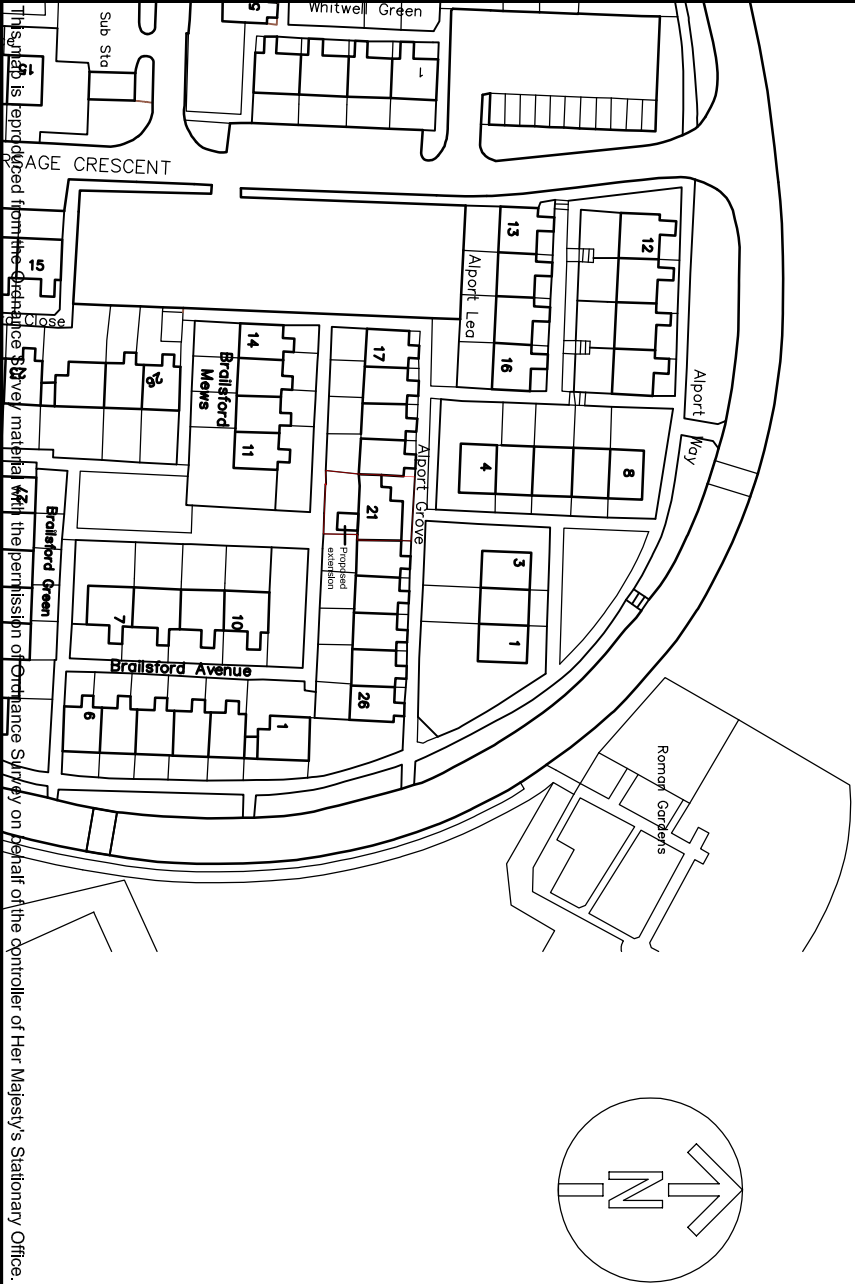 Whitwell Green
1
Sub Sta
15
AGE CRESCENT
13
12
Alport Lea
16
15
Close
14
Brailsford
Mews
11
17
Alport Grove
Alport Way
4
8
21
Proposed
extension
3
1
Brailsford Green
7
10
Brailsford Avenue
26
6
1
Roman Gardens
N
This map is reproduced from the Ordnance Survey material with the permission of Ordnance Survey on behalf of the controller of Her Majesty's Stationary Office.